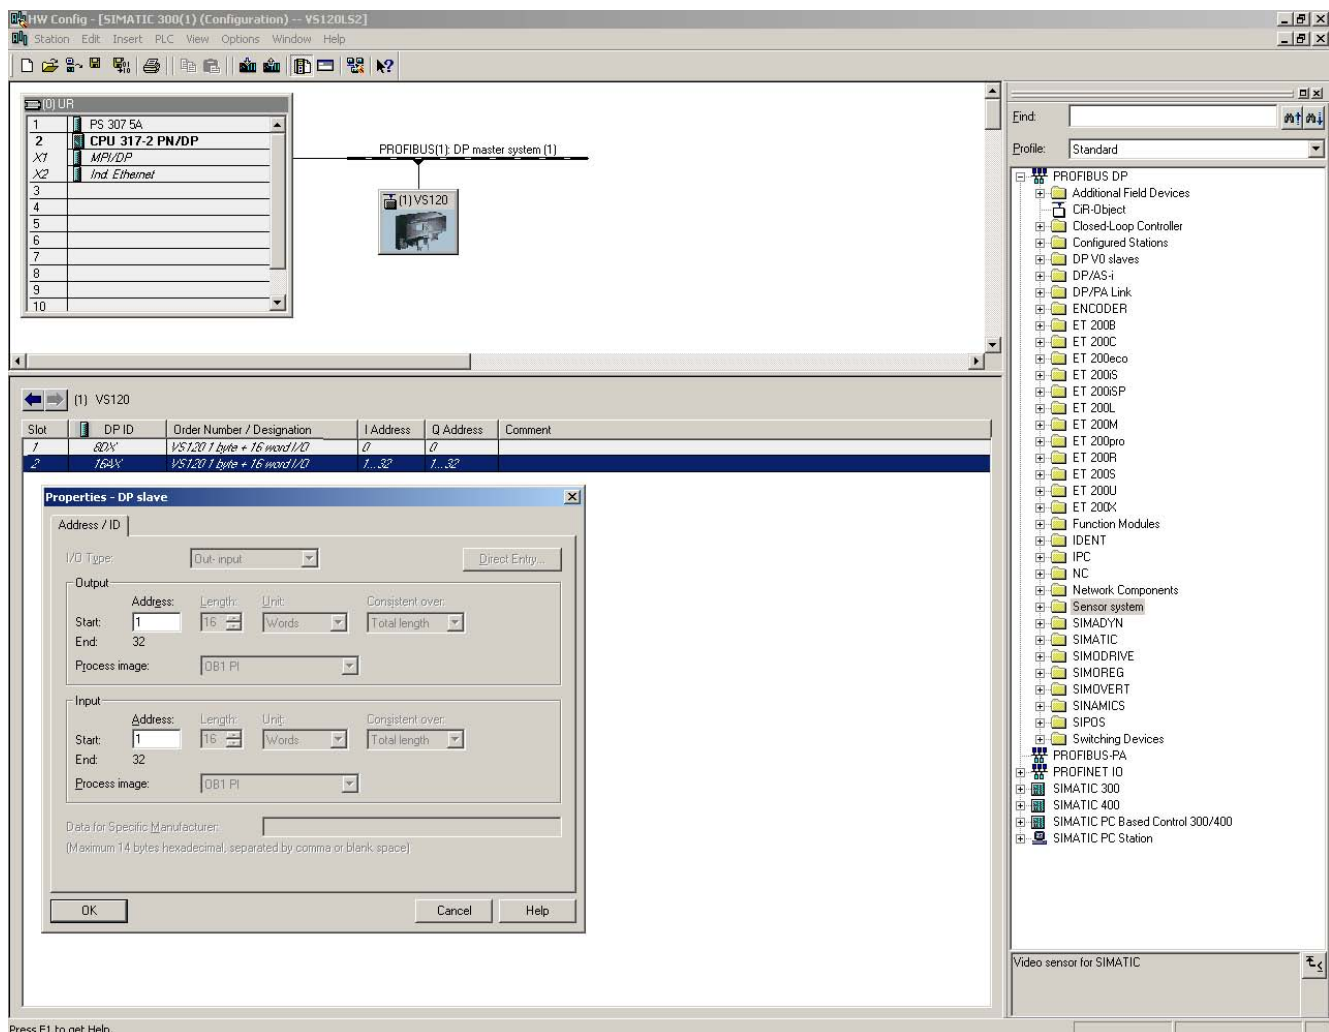 HW Config - [SIMATIC 300(1) (Configuration) -- VS120LS2]
Station Edit Insert PLC View Options Window Help
(0) UR
1 PS 307 5A
2 CPU 317-2 PN/DP
X1 MPI/DP
X2 Ind. Ethernet
3
4
5
6
7
8
9
10
PROFIBUS(1): DP master system (1)
(1) VS120
Find:
Profile: Standard
PROFIBUS DP
Additional Field Devices
CiR-Object
Closed-Loop Controller
Configured Stations
DP V0 slaves
DP/AS-i
DP/PA Link
ENCODER
ET 200B
ET 200C
ET 200eco
ET 200iS
ET 200iSP
ET 200L
ET 200M
ET 200pro
ET 200R
ET 200S
ET 200U
ET 200X
Function Modules
IDENT
IPC
NC
Network Components
Sensor system
SIMADYN
SIMATIC
SIMODRIVE
SIMOREG
SIMOVERT
SINAMICS
SIPOS
Switching Devices
PROFIBUS-PA
PROFINET IO
SIMATIC 300
SIMATIC 400
SIMATIC PC Based Control 300/400
SIMATIC PC Station
Video sensor for SIMATIC
(1) VS120
Slot DP ID Order Number / Designation I Address Q Address Comment
1 8DX VS120 1 byte + 16 word I/O 0 0
2 16AX VS120 1 byte + 16 word I/O 1...32 1...32
Properties - DP slave
Address / ID
I/O Type: Out- input Direct Entry...
Output
Address: Length: Unit: Consistent over:
Start: 1 16 Words Total length
End: 32
Process image: OB1 PI
Input
Address: Length: Unit: Consistent over:
Start: 1 16 Words Total length
End: 32
Process image: OB1 PI
Data for Specific Manufacturer:
(Maximum 14 bytes hexadecimal, separated by comma or blank space)
OK Cancel Help
Press F1 to get Help.